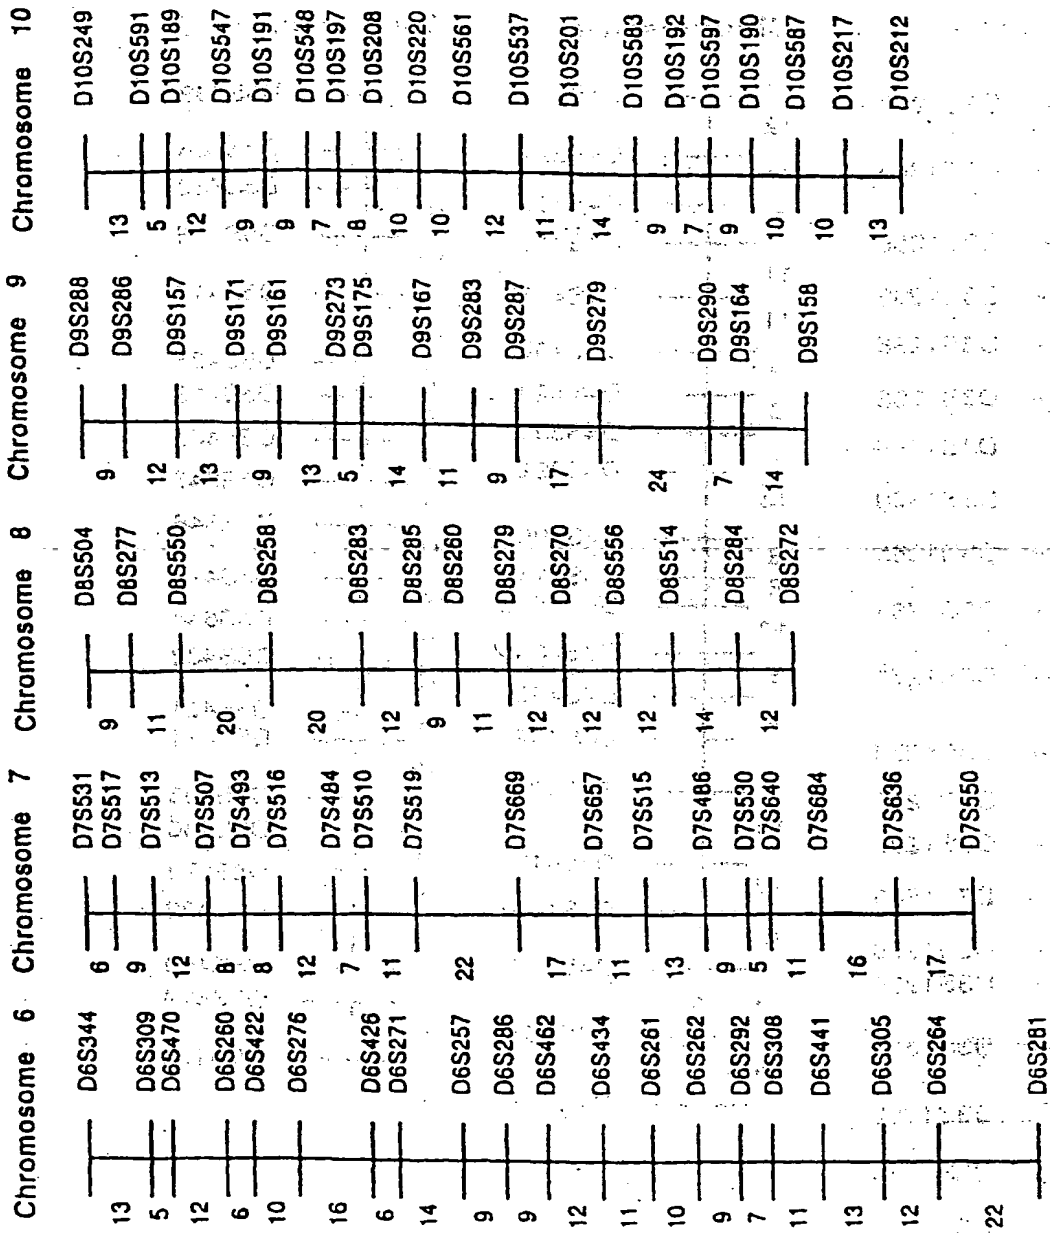 Chromosome 6
D6S344
13
D6S309
5
D6S470
12
D6S260
6
D6S422
10
D6S276
16
D6S426
6
D6S271
14
D6S257
9
D6S286
9
D6S462
12
D6S434
11
D6S261
10
D6S262
9
D6S292
7
D6S308
11
D6S441
13
D6S305
12
D6S264
22
D6S281
Chromosome 7
D7S531
6
D7S517
9
D7S513
12
D7S507
8
D7S493
8
D7S516
12
D7S484
7
D7S510
11
D7S519
22
D7S669
17
D7S657
11
D7S515
13
D7S486
9
D7S530
5
D7S640
11
D7S684
16
D7S636
17
D7S550
Chromosome 8
D8S504
9
D8S277
11
D8S550
20
D8S258
20
D8S283
12
D8S285
9
D8S260
11
D8S279
12
D8S270
12
D8S556
12
D8S514
14
D8S284
12
D8S272
Chromosome 9
D9S288
9
D9S286
12
D9S157
13
D9S171
9
D9S161
13
D9S273
5
D9S175
14
D9S167
11
D9S283
9
D9S287
17
D9S279
24
D9S290
7
D9S164
14
D9S158
Chromosome 10
D10S249
13
D10S591
5
D10S189
12
D10S547
9
D10S191
9
D10S548
7
D10S197
8
D10S208
10
D10S220
10
D10S561
12
D10S537
11
D10S201
14
D10S583
9
D10S192
7
D10S597
9
D10S190
10
D10S587
10
D10S217
13
D10S212